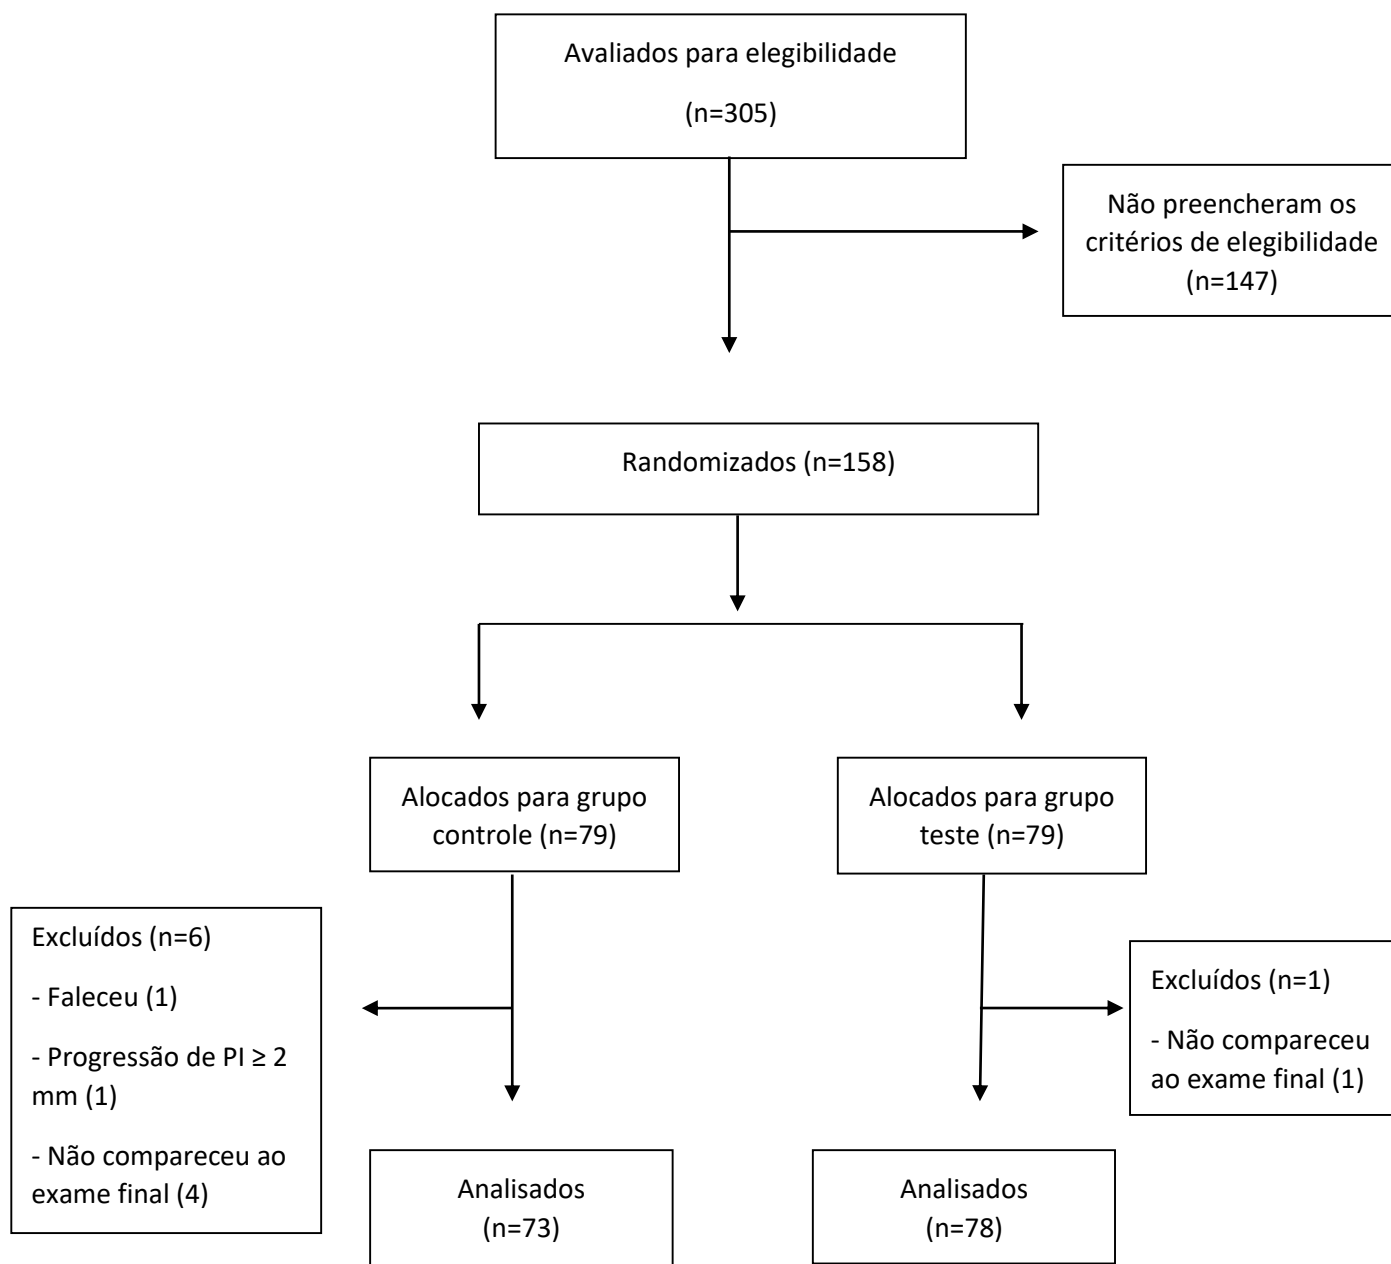 Avaliados para elegibilidade
(n=305)
Não preencheram os
critérios de elegibilidade
(n=147)
Randomizados (n=158)
Alocados para grupo
controle (n=79)
Alocados para grupo
teste (n=79)
Excluídos (n=6)
- Faleceu (1)
- Progressão de PI ≥ 2
mm (1)
- Não compareceu ao
exame final (4)
Excluídos (n=1)
- Não compareceu
ao exame final (1)
Analisados
(n=73)
Analisados
(n=78)